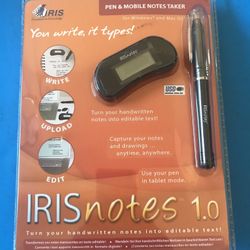 IRIS
PEN & MOBILE NOTES TAKER
for Windows® and Mac OS
You write, it types!
WRITE
UPLOAD
EDIT
USB
Turn your handwritten
notes into editable text!
Capture your notes
and drawings ...
anytime, anywhere.
Use your pen
in tablet mode.
IRISnotes 1.0
Turn your handwritten notes into editable text!